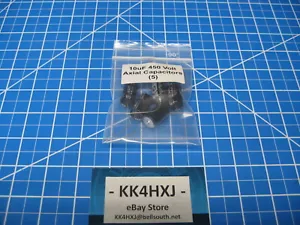 10uF 450 Volt
Axial Capacitors
(5)
- KK4HXJ -
eBay Store
KK4HXJ@bellsouth.net